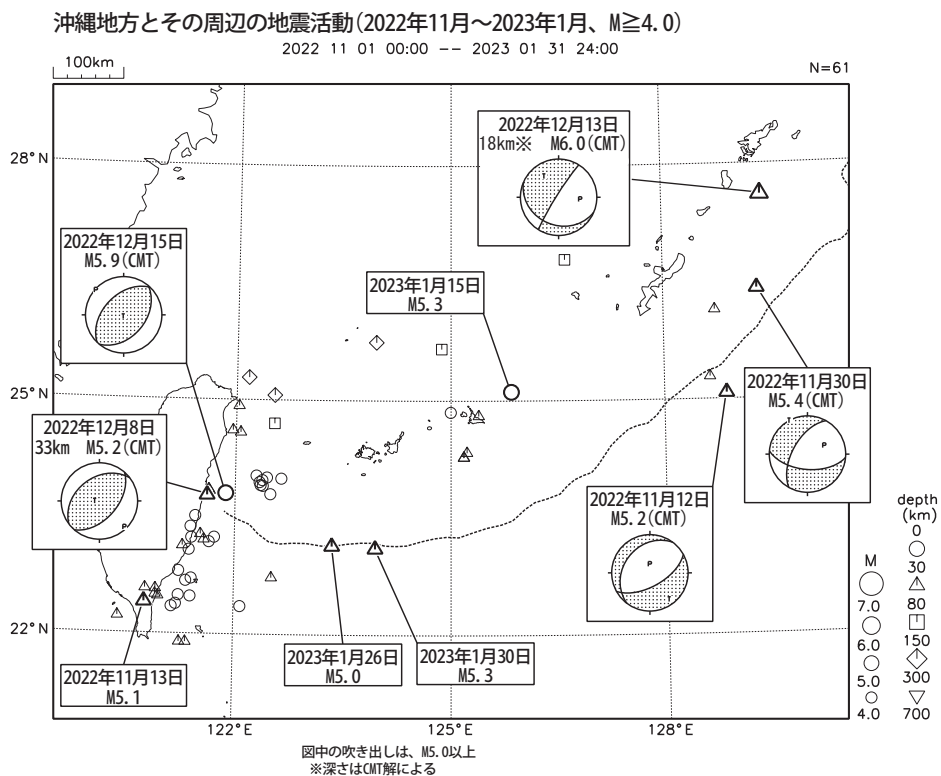 沖縄地方とその周辺の地震活動(2022年11月～2023年1月、M≧4.0)
2022 11 01 00:00 -- 2023 01 31 24:00
100km
N=61
28°N
25°N
22°N
122°E
125°E
128°E
2022年12月13日
18km※ M6.0(CMT)
T
P
2022年12月15日
M5.9(CMT)
P
T
2023年1月15日
M5.3
2022年12月8日
33km M5.2(CMT)
T
P
2022年11月30日
M5.4(CMT)
T
P
2022年11月12日
M5.2(CMT)
P
T
2022年11月13日
M5.1
2023年1月26日
M5.0
2023年1月30日
M5.3
depth
(km)
0
30
80
150
300
700
M
7.0
6.0
5.0
4.0
図中の吹き出しは、M5.0以上
※深さはCMT解による